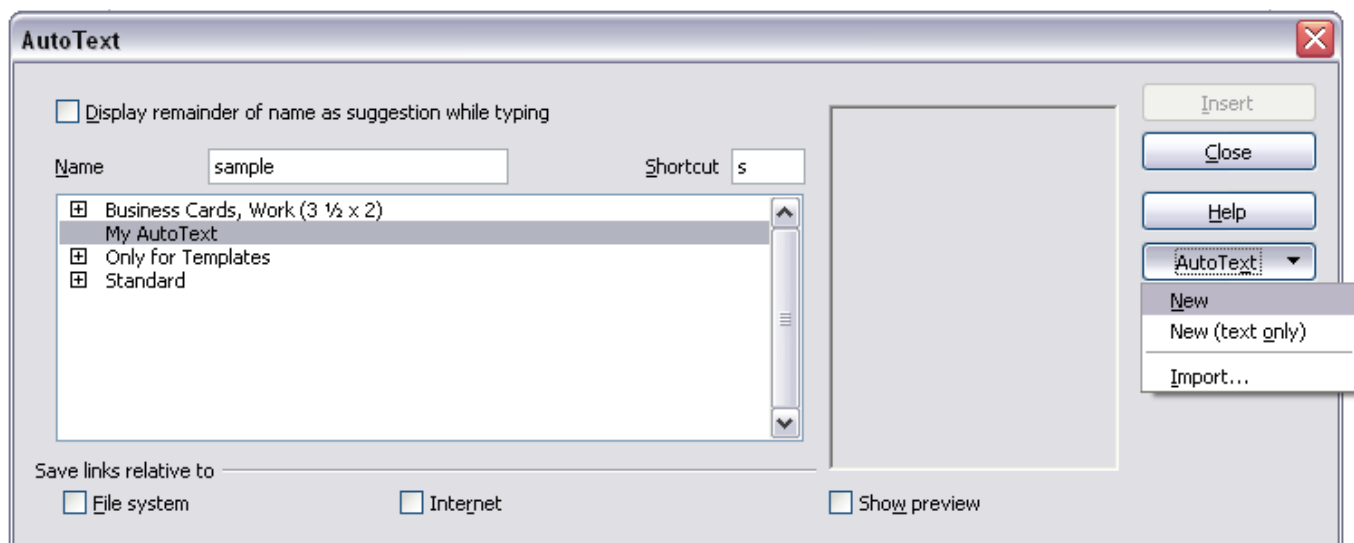 AutoText
Display remainder of name as suggestion while typing
Insert
Name sample Shortcut s
Close
Business Cards, Work (3 ½ x 2)
My AutoText
Only for Templates
Standard
Help
AutoText
New
New (text only)
Import...
Save links relative to
File system Internet Show preview